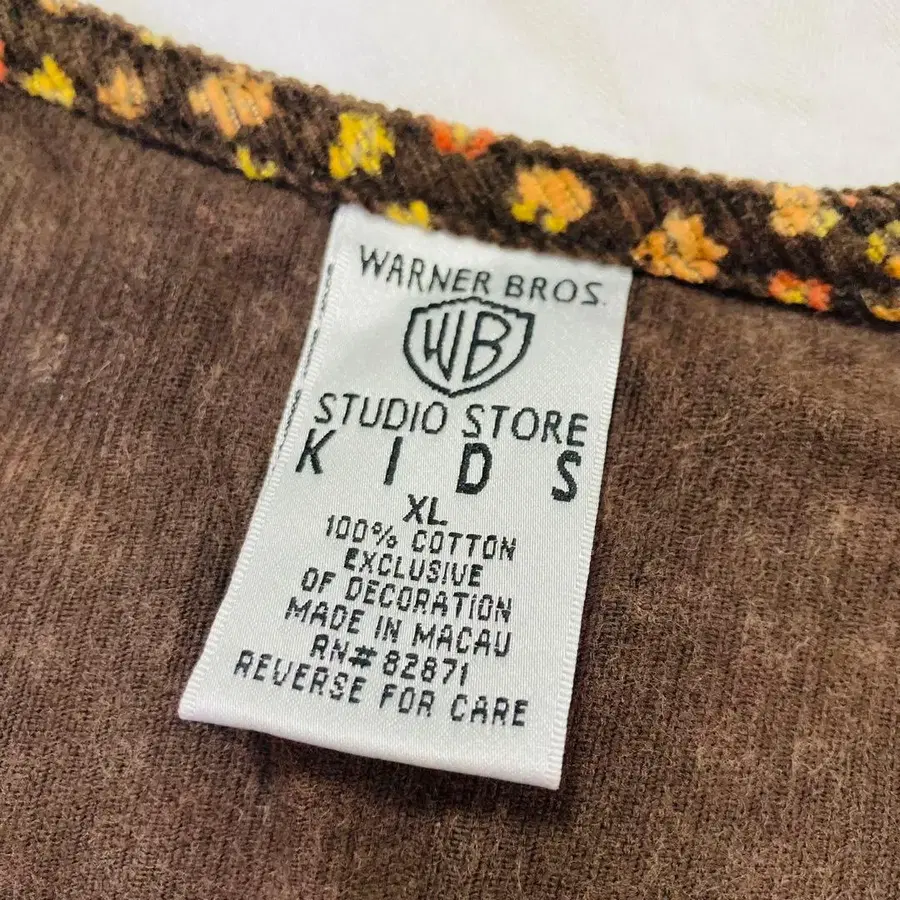 WARNER BROS.
WB
STUDIO STORE
KIDS
XL
100% COTTON
EXCLUSIVE
OF DECORATION
MADE IN MACAU
RN# 82871
REVERSE FOR CARE